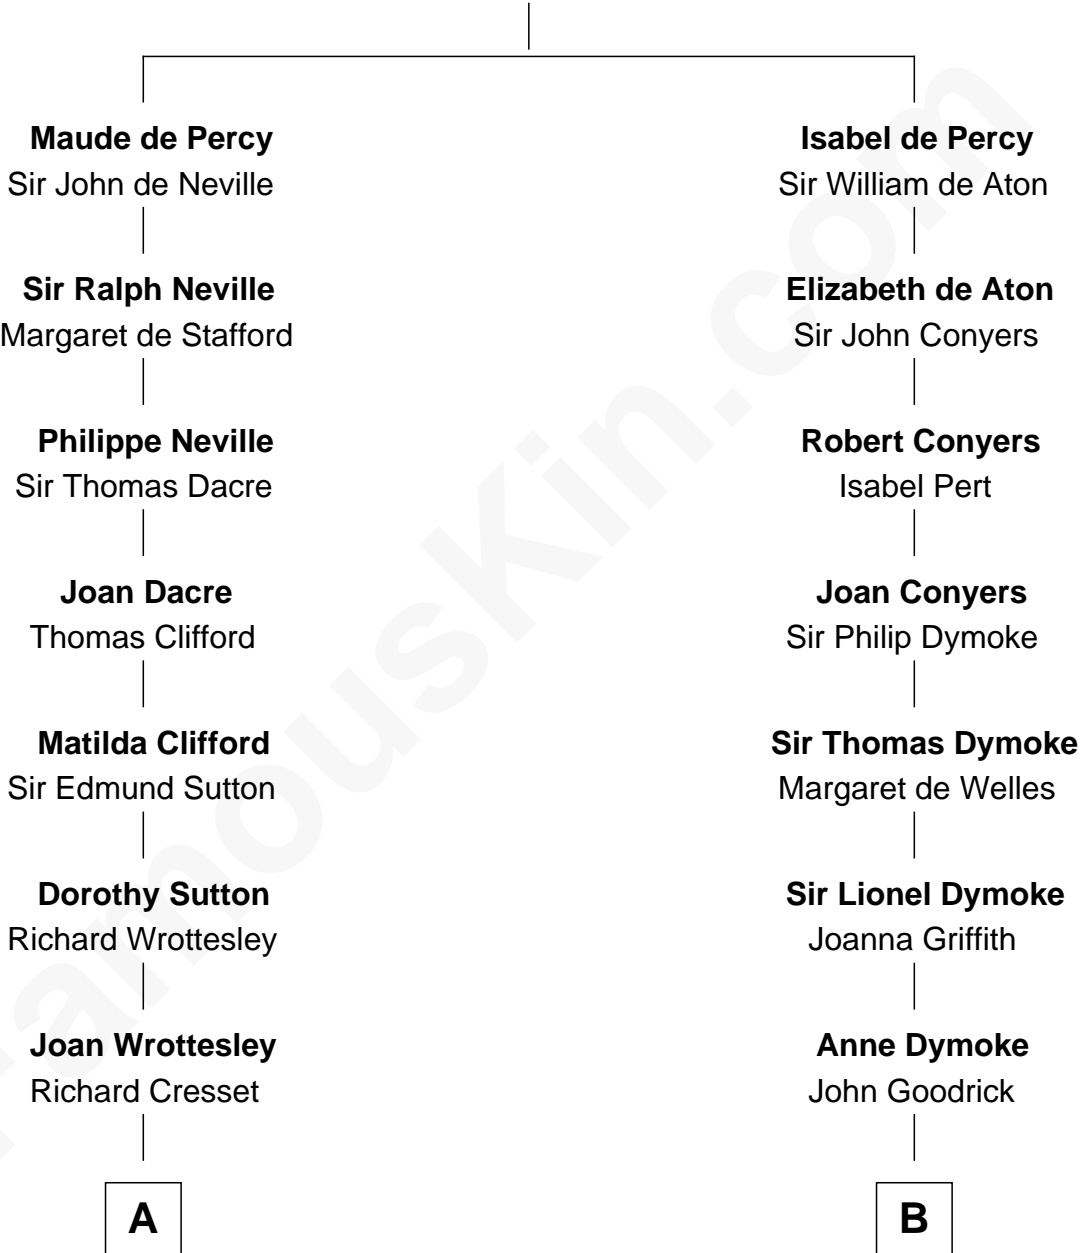 Maude de Percy
Sir John de Neville
Isabel de Percy
Sir William de Aton
Sir Ralph Neville
Margaret de Stafford
Elizabeth de Aton
Sir John Conyers
Philippe Neville
Sir Thomas Dacre
Robert Conyers
Isabel Pert
Joan Dacre
Thomas Clifford
Joan Conyers
Sir Philip Dymoke
Matilda Clifford
Sir Edmund Sutton
Sir Thomas Dymoke
Margaret de Welles
Dorothy Sutton
Richard Wrottesley
Sir Lionel Dymoke
Joanna Griffith
Joan Wrottesley
Richard Cresset
Anne Dymoke
John Goodrick
A
B
FamousKin.com